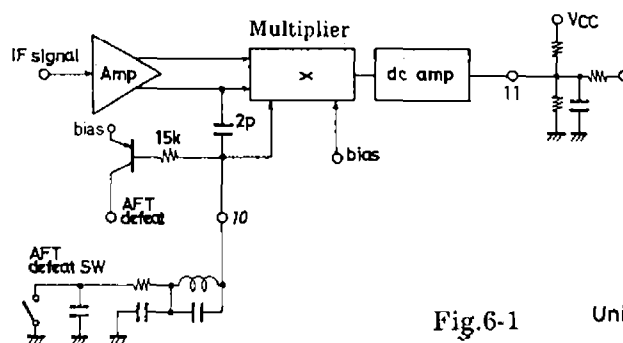 Multiplier
VCC
IF signal
Amp
x
dc amp
11
2p
bias
15k
bias
AFT
defeat
10
AFT
defeat SW
Fig.6-1
Uni